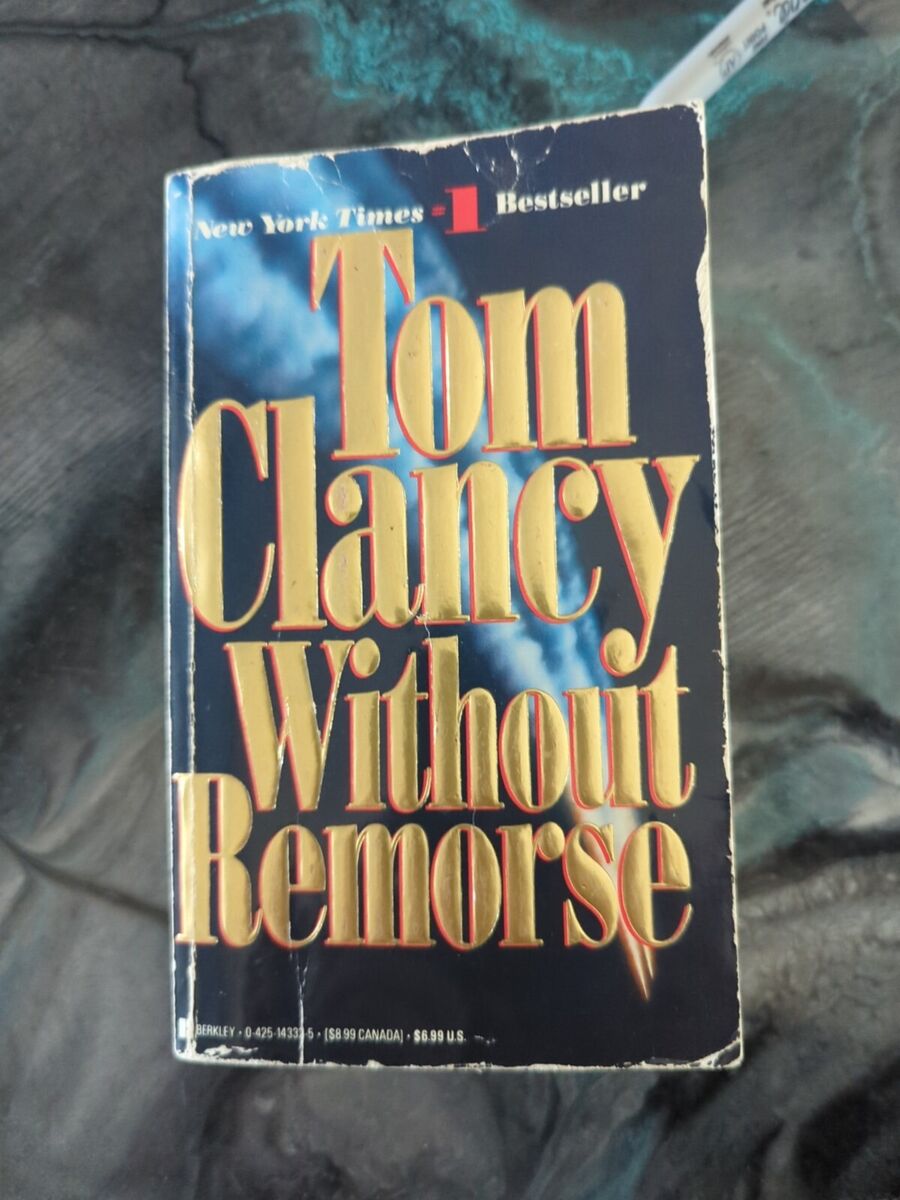 New York Times #1 Bestseller
Tom
Clancy
Without
Remorse
BERKLEY • 0-425-14332-5 • [$8.99 CANADA] • $6.99 U.S.